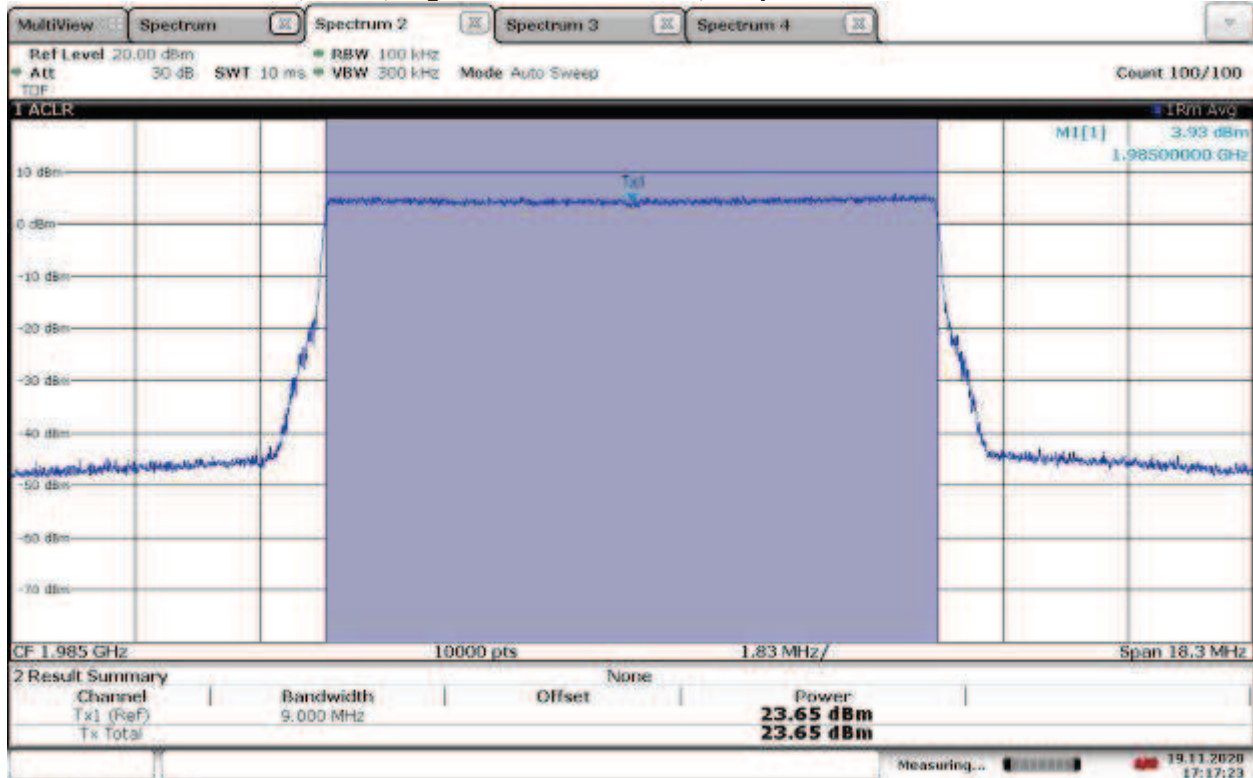 MultiView Spectrum Spectrum 2 Spectrum 3 Spectrum 4
Ref Level 20.00 dBm RBW 100 kHz
Att 30 dB SWT 10 ms VBW 300 kHz Mode Auto Sweep Count 100/100
TDF
1 ACLR 1Rm Avg
M1[1] 3.93 dBm
1.98500000 GHz
10 dBm
Tx1
0 dBm
-10 dBm
-20 dBm
-30 dBm
-40 dBm
-50 dBm
-60 dBm
-70 dBm
CF 1.985 GHz 10000 pts 1.83 MHz/ Span 18.3 MHz
2 Result Summary None
Channel Bandwidth Offset Power
Tx1 (Ref) 9.000 MHz 23.65 dBm
Tx Total 23.65 dBm
Measuring... 19.11.2020
17:17:23